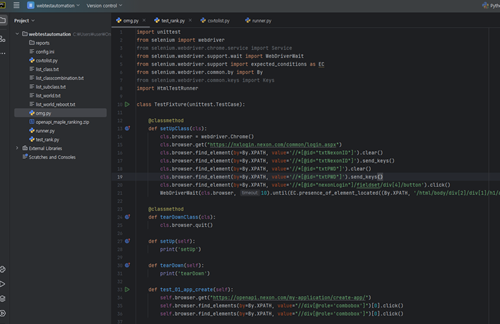 webtestautomation
Version control
Project
omg.py
test_rank.py
cortolist.py
runner.py
webtestautomation
reports
config.ini
cortolist.py
list_class.txt
list_classcombination.txt
list_subclass.txt
list_world.txt
list_world_reboot.txt
omg.py
openapi_maple_ranking.zip
runner.py
test_rank.py
External Libraries
Scratches and Consoles
import unittest
from selenium import webdriver
from selenium.webdriver.chrome.service import Service
from selenium.webdriver.support.wait import WebDriverWait
from selenium.webdriver.support import expected_conditions as EC
from selenium.webdriver.common.by import By
from selenium.webdriver.common.keys import Keys
import HtmlTestRunner
class TestFixture(unittest.TestCase):
@classmethod
def setUpClass(cls):
cls.browser = webdriver.Chrome()
cls.browser.get("https://nxlogin.nexon.com/common/login.aspx")
cls.browser.find_element(by=By.XPATH, value='//*[@id="txtNexonID"]').clear()
cls.browser.find_element(by=By.XPATH, value='//*[@id="txtNexonID"]').send_keys()
cls.browser.find_element(by=By.XPATH, value='//*[@id="txtPWD"]').clear()
cls.browser.find_element(by=By.XPATH, value='//*[@id="txtPWD"]').send_keys()
cls.browser.find_element(by=By.XPATH, value='//*[@id="nexonLogin"]/fieldset/div[4]/button').click()
WebDriverWait(cls.browser, timeout: 10).until(EC.presence_of_element_located((By.XPATH, '/html/body/div[2]/div[1]/h1/
@classmethod
def tearDownClass(cls):
cls.browser.quit()
def setUp(self):
print('setUp')
def tearDown(self):
print('tearDown')
def test_01_app_create(self):
self.browser.get("https://openapi.nexon.com/my-application/create-app/")
self.browser.find_elements(by=By.XPATH, value="//div[@role='combobox']")[0].click()
self.browser.find_elements(by=By.XPATH, value="//div[@role='combobox']")[0].click()